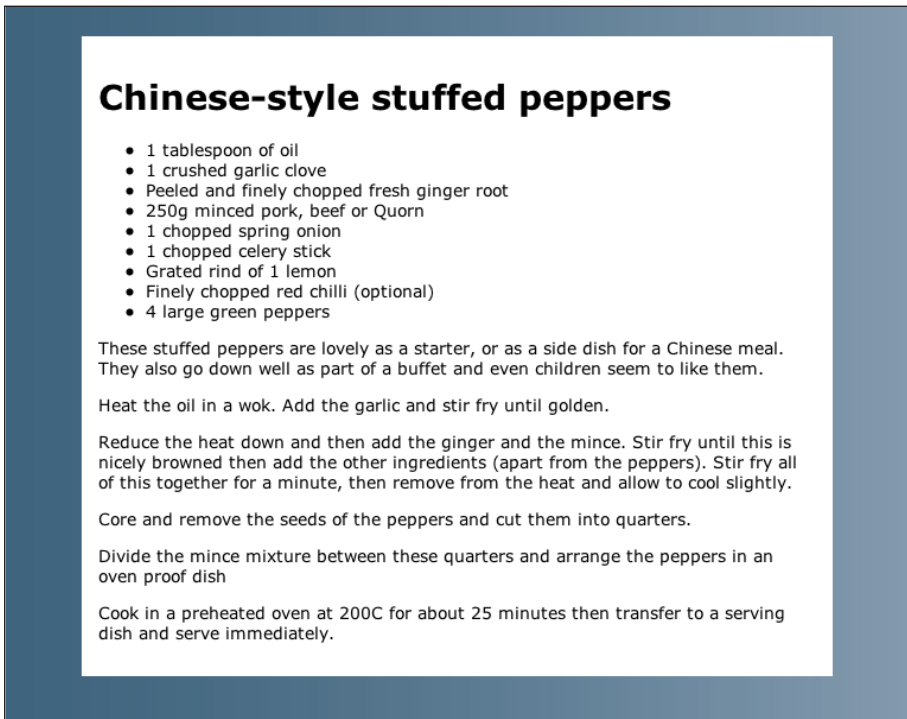 Chinese-style stuffed peppers
• 1 tablespoon of oil
• 1 crushed garlic clove
• Peeled and finely chopped fresh ginger root
• 250g minced pork, beef or Quorn
• 1 chopped spring onion
• 1 chopped celery stick
• Grated rind of 1 lemon
• Finely chopped red chilli (optional)
• 4 large green peppers
These stuffed peppers are lovely as a starter, or as a side dish for a Chinese meal.
They also go down well as part of a buffet and even children seem to like them.
Heat the oil in a wok. Add the garlic and stir fry until golden.
Reduce the heat down and then add the ginger and the mince. Stir fry until this is
nicely browned then add the other ingredients (apart from the peppers). Stir fry all
of this together for a minute, then remove from the heat and allow to cool slightly.
Core and remove the seeds of the peppers and cut them into quarters.
Divide the mince mixture between these quarters and arrange the peppers in an
oven proof dish
Cook in a preheated oven at 200C for about 25 minutes then transfer to a serving
dish and serve immediately.